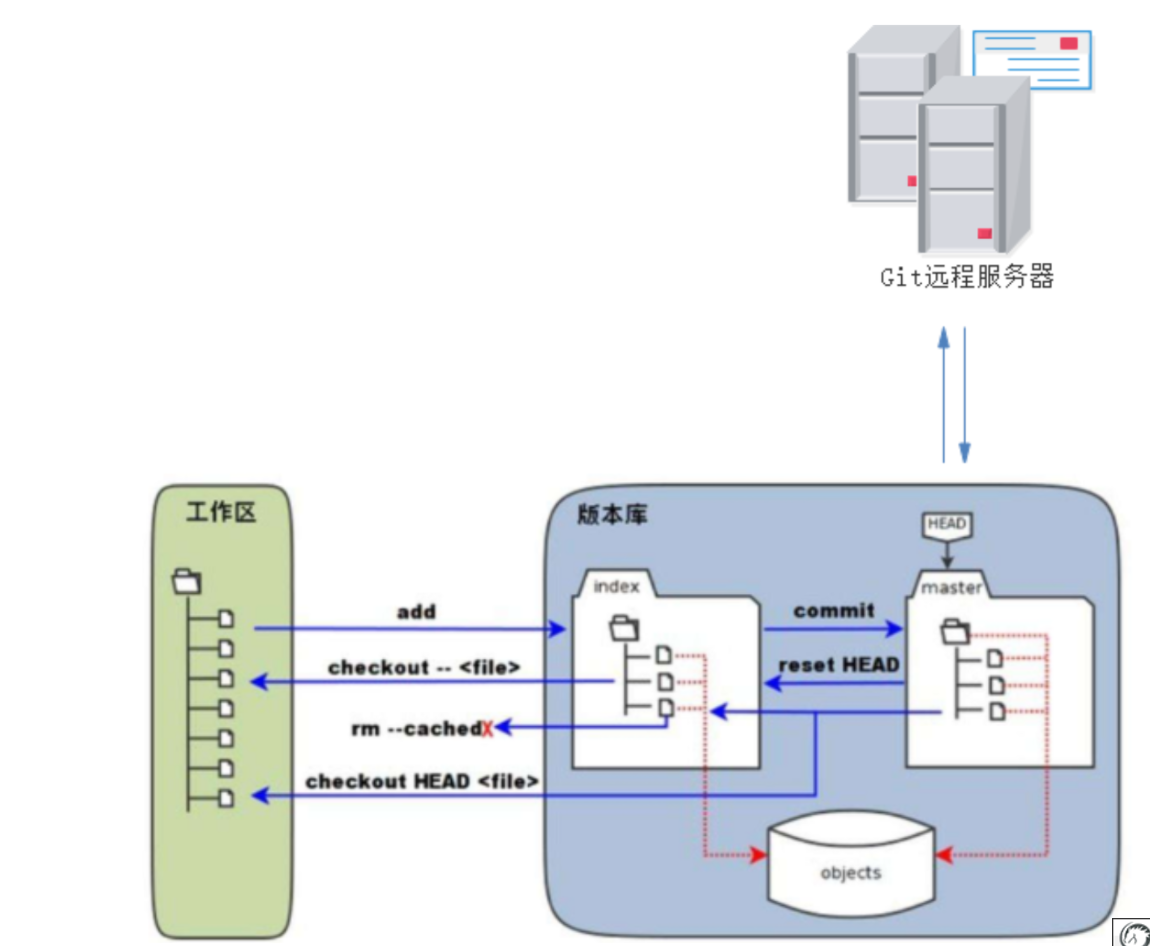 Git远程服务器
工作区
版本库
HEAD
index
master
add
commit
checkout -- <file>
reset HEAD
rm --cachedX
checkout HEAD <file>
objects